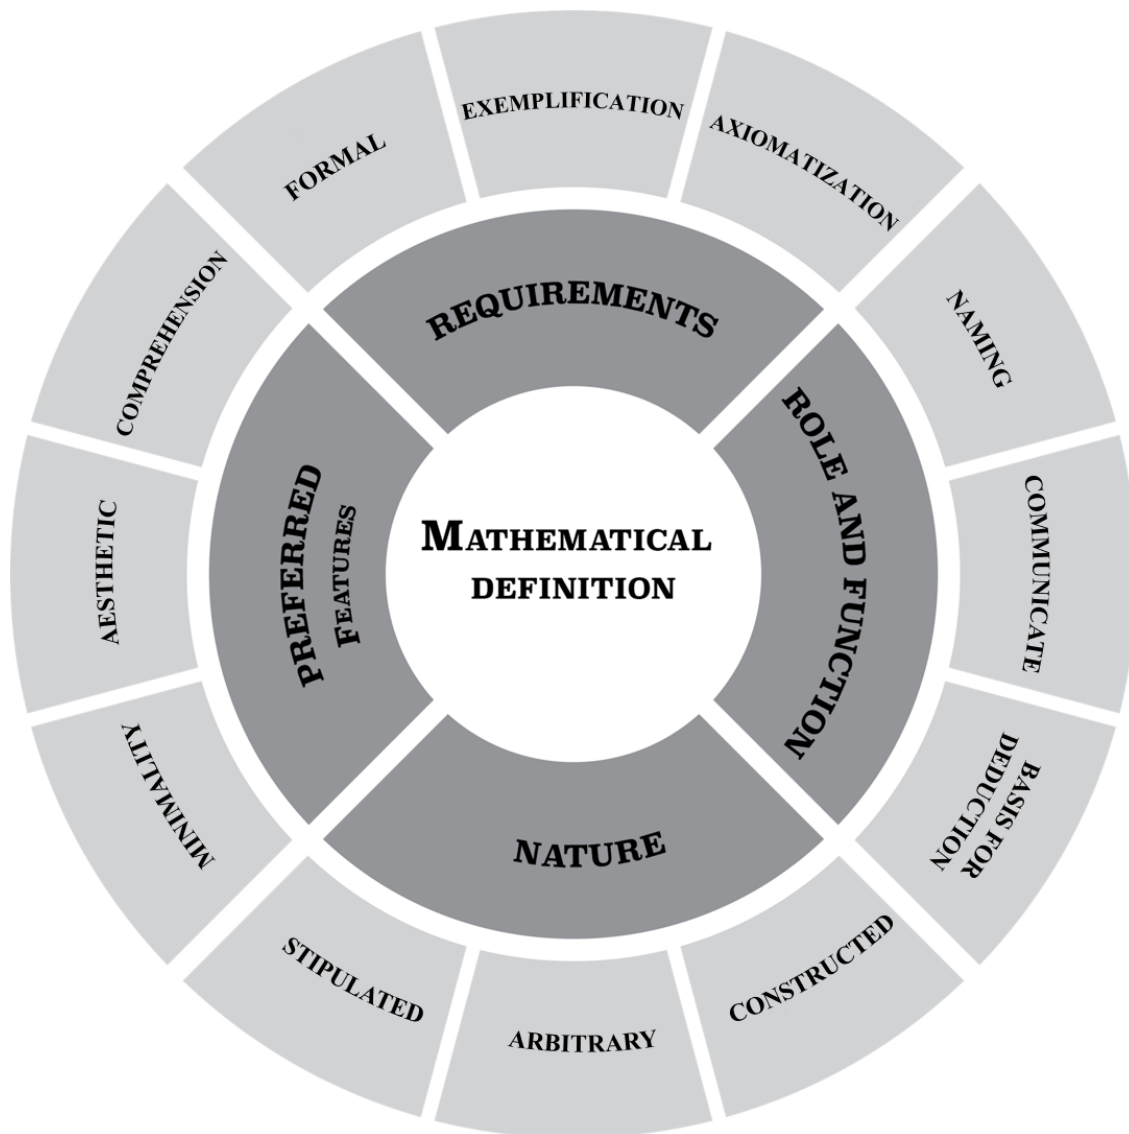 MATHEMATICAL
DEFINITION
REQUIREMENTS
FORMAL
EXEMPLIFICATION
AXIOMATIZATION
ROLE AND FUNCTION
NAMING
COMMUNICATE
BASIS FOR
DEDUCTION
NATURE
CONSTRUCTED
ARBITRARY
STIPULATED
PREFERRED
FEATURES
MINIMALITY
AESTHETIC
COMPREHENSION